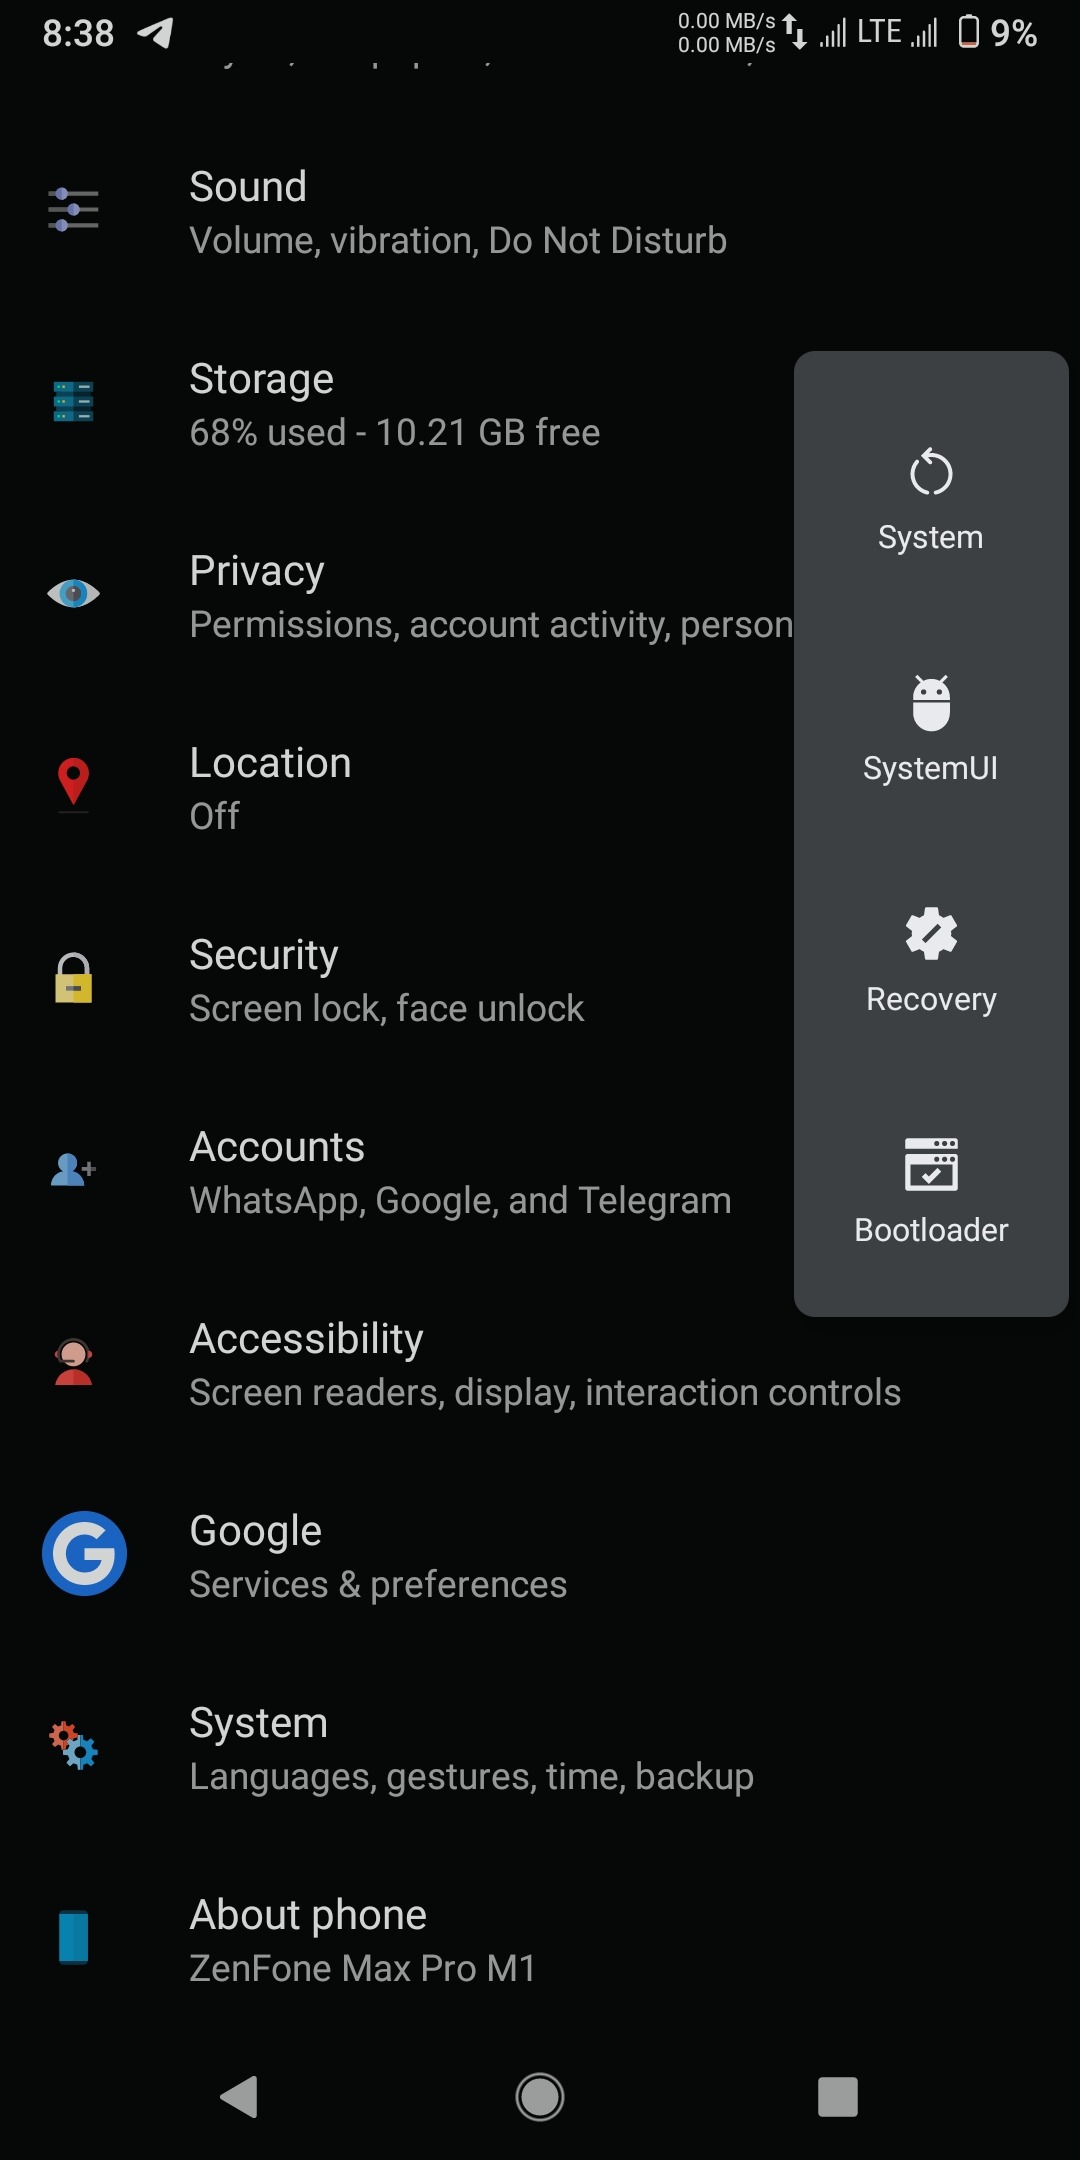 8:38
0.00 MB/s
0.00 MB/s
LTE
9%
Sound
Volume, vibration, Do Not Disturb
Storage
68% used - 10.21 GB free
Privacy
Permissions, account activity, person
Location
Off
Security
Screen lock, face unlock
Accounts
WhatsApp, Google, and Telegram
Accessibility
Screen readers, display, interaction controls
Google
Services & preferences
System
Languages, gestures, time, backup
About phone
ZenFone Max Pro M1
System
SystemUI
Recovery
Bootloader